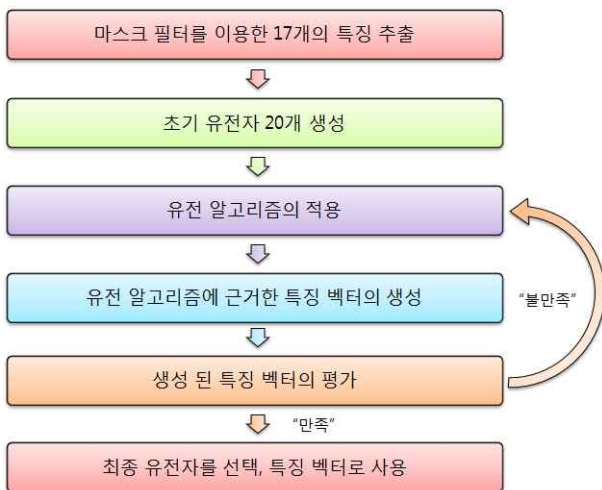 마스크 필터를 이용한 17개의 특징 추출
초기 유전자 20개 생성
유전 알고리즘의 적용
유전 알고리즘에 근거한 특징 벡터의 생성
"불만족"
생성 된 특징 벡터의 평가
"만족"
최종 유전자를 선택, 특징 벡터로 사용